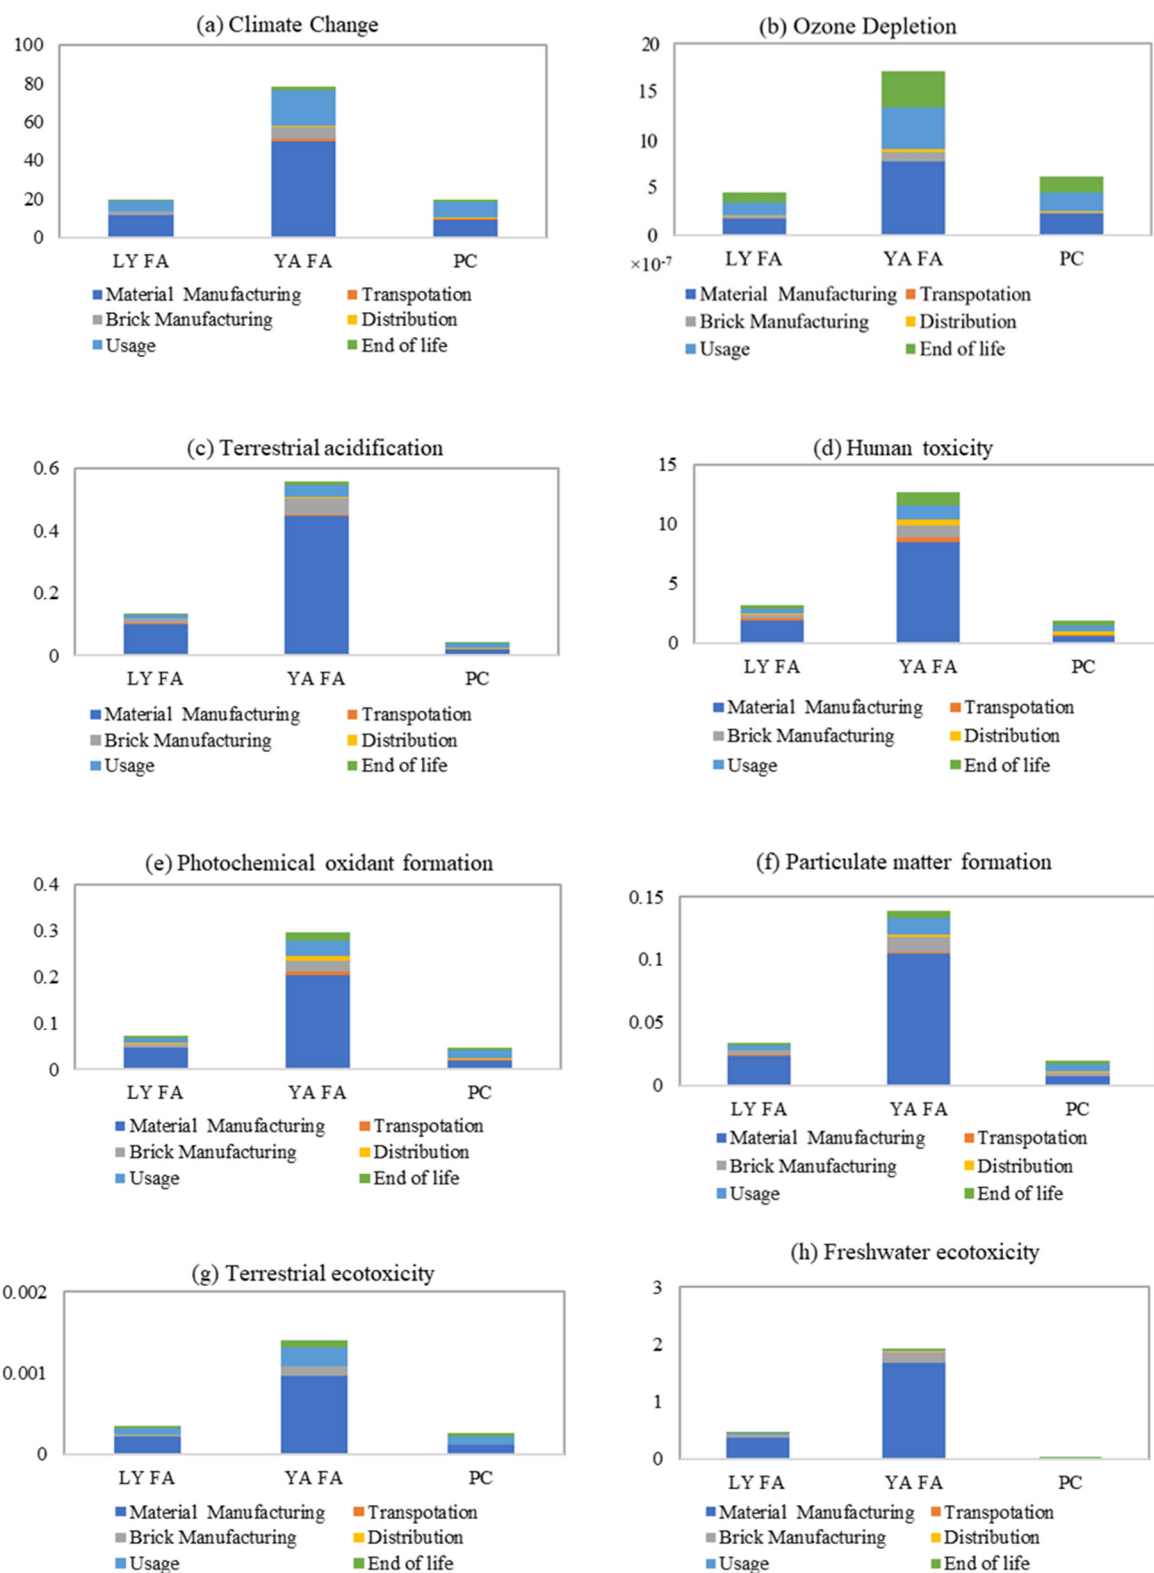 (a) Climate Change
100
80
60
40
20
0
LY FA YA FA PC
Material Manufacturing Transpotation
Brick Manufacturing Distribution
Usage End of life
(b) Ozone Depletion
20
15
10
5
0
×10-7 LY FA YA FA PC
Material Manufacturing Transpotation
Brick Manufacturing Distribution
Usage End of life
(c) Terrestrial acidification
0.6
0.4
0.2
0
LY FA YA FA PC
Material Manufacturing Transpotation
Brick Manufacturing Distribution
Usage End of life
(d) Human toxicity
15
10
5
0
LY FA YA FA PC
Material Manufacturing Transpotation
Brick Manufacturing Distribution
Usage End of life
(e) Photochemical oxidant formation
0.4
0.3
0.2
0.1
0
LY FA YA FA PC
Material Manufacturing Transpotation
Brick Manufacturing Distribution
Usage End of life
(f) Particulate matter formation
0.15
0.1
0.05
0
LY FA YA FA PC
Material Manufacturing Transpotation
Brick Manufacturing Distribution
Usage End of life
(g) Terrestrial ecotoxicity
0.002
0.001
0
LY FA YA FA PC
Material Manufacturing Transpotation
Brick Manufacturing Distribution
Usage End of life
(h) Freshwater ecotoxicity
3
2
1
0
LY FA YA FA PC
Material Manufacturing Transpotation
Brick Manufacturing Distribution
Usage End of life